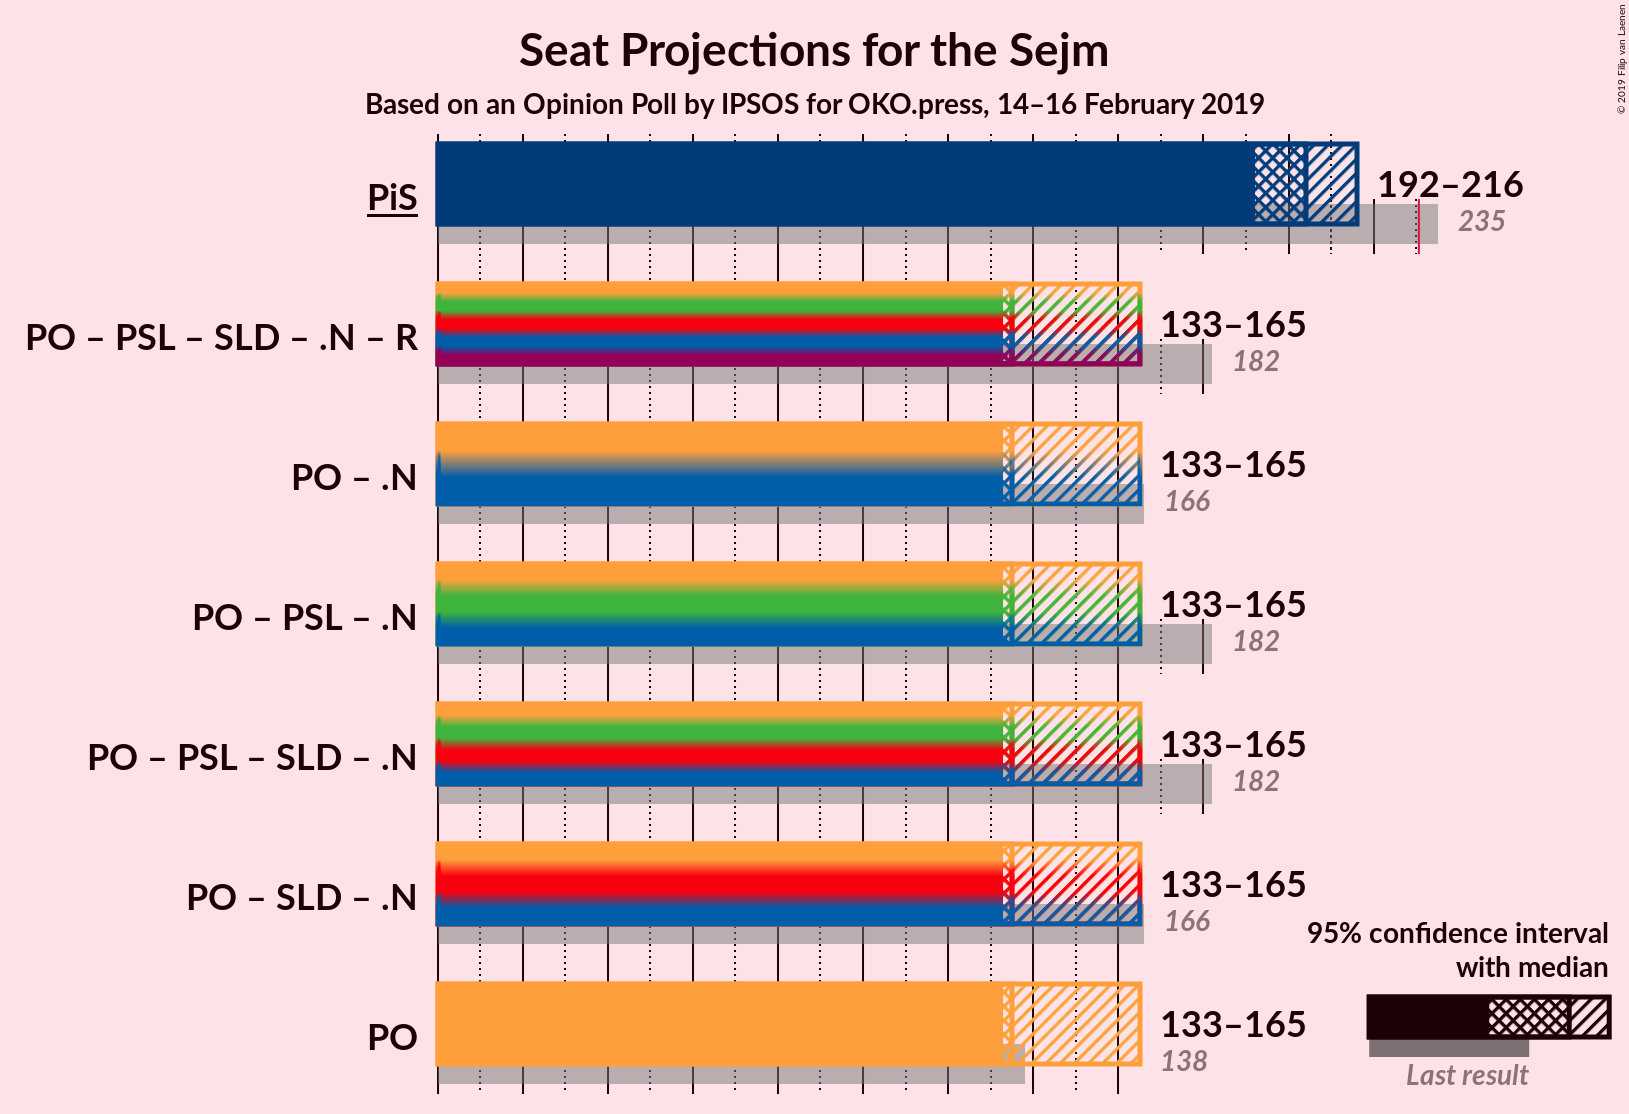 Seat Projections for the Sejm
Based on an Opinion Poll by IPSOS for OKO.press, 14–16 February 2019
© 2019 Filip van Laenen
PiS
192–216
235
PO – PSL – SLD – .N – R
133–165
182
PO – .N
133–165
166
PO – PSL – .N
133–165
182
PO – PSL – SLD – .N
133–165
182
PO – SLD – .N
133–165
166
PO
133–165
138
95% confidence interval
with median
Last result